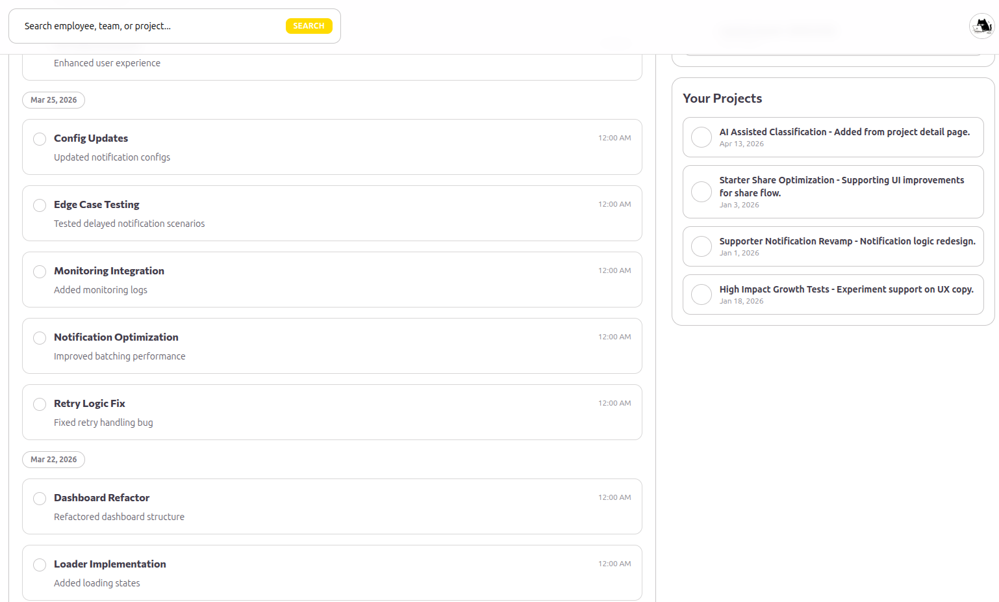 Search employee, team, or project...
SEARCH
Enhanced user experience
Mar 25, 2026
Config Updates
12:00 AM
Updated notification configs
Edge Case Testing
12:00 AM
Tested delayed notification scenarios
Monitoring Integration
12:00 AM
Added monitoring logs
Notification Optimization
12:00 AM
Improved batching performance
Retry Logic Fix
12:00 AM
Fixed retry handling bug
Mar 22, 2026
Dashboard Refactor
12:00 AM
Refactored dashboard structure
Loader Implementation
12:00 AM
Added loading states
Your Projects
AI Assisted Classification - Added from project detail page.
Apr 13, 2026
Starter Share Optimization - Supporting UI improvements
for share flow.
Jan 3, 2026
Supporter Notification Revamp - Notification logic redesign.
Jan 1, 2026
High Impact Growth Tests - Experiment support on UX copy.
Jan 18, 2026